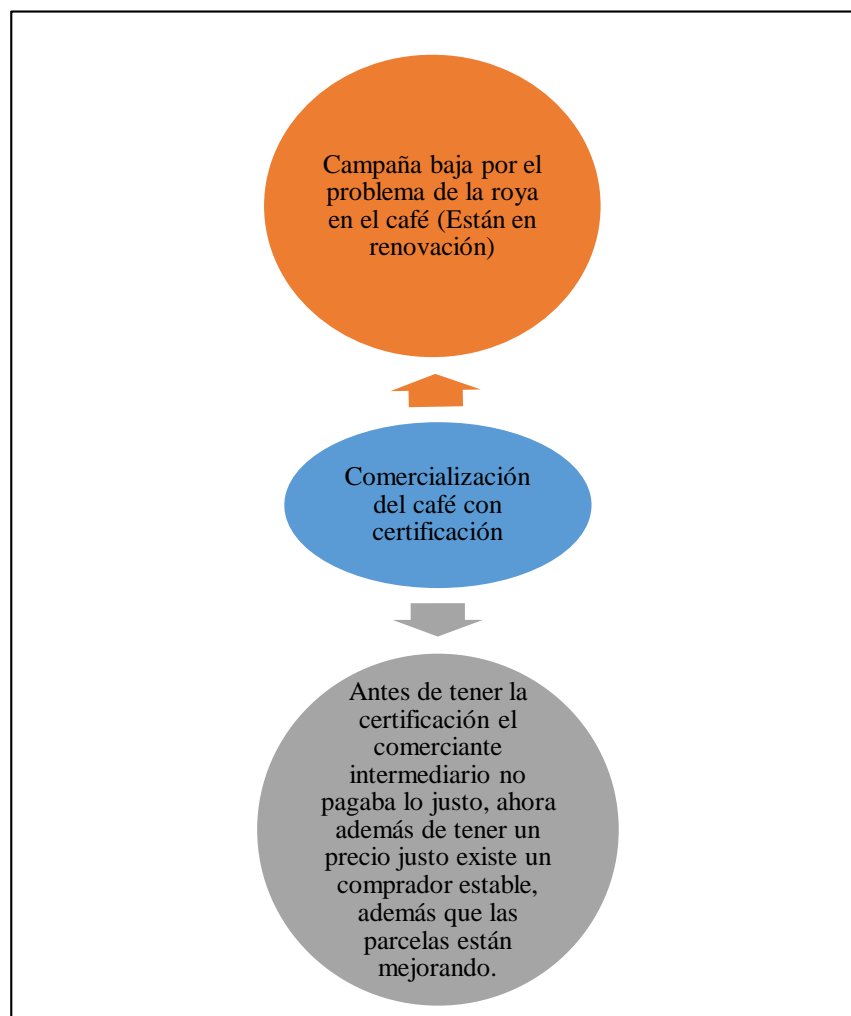 Campaña baja por el
problema de la roya
en el café (Están en
renovación)
Comercialización
del café con
certificación
Antes de tener la
certificación el
comerciante
intermediario no
pagaba lo justo, ahora
además de tener un
precio justo existe un
comprador estable,
además que las
parcelas están
mejorando.